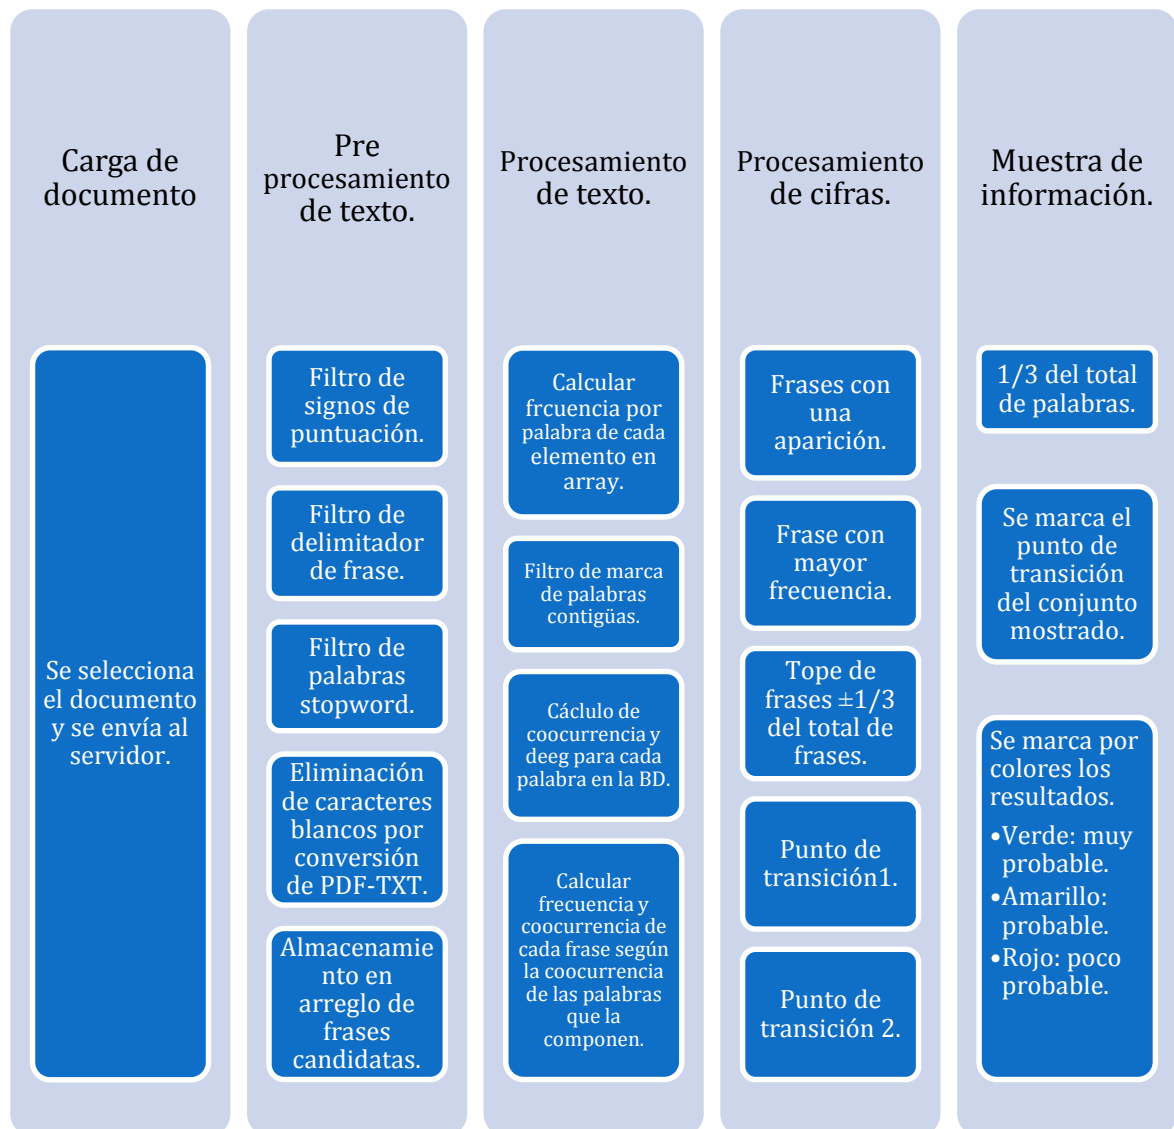 Carga de
documento
Se selecciona
el documento
y se envía al
servidor.
Pre
procesamiento
de texto.
Filtro de
signos de
puntuación.
Filtro de
delimitador
de frase.
Filtro de
palabras
stopword.
Eliminación
de caracteres
blancos por
conversión
de PDF-TXT.
Almacenamie
nto en
arreglo de
frases
candidatas.
Procesamiento
de texto.
Calcular
frcuencia por
palabra de cada
elemento en
array.
Filtro de marca
de palabras
contigüas.
Cáclulo de
coocurrencia y
deeg para cada
palabra en la BD.
Calcular
frecuencia y
coocurrencia de
cada frase según
la coocurrencia
de las palabras
que la
componen.
Procesamiento
de cifras.
Frases con
una
aparición.
Frase con
mayor
frecuencia.
Tope de
frases ±1/3
del total de
frases.
Punto de
transición1.
Punto de
transición 2.
Muestra de
información.
1/3 del total
de palabras.
Se marca el
punto de
transición
del conjunto
mostrado.
Se marca por
colores los
resultados.
•Verde: muy
probable.
•Amarillo:
probable.
•Rojo: poco
probable.